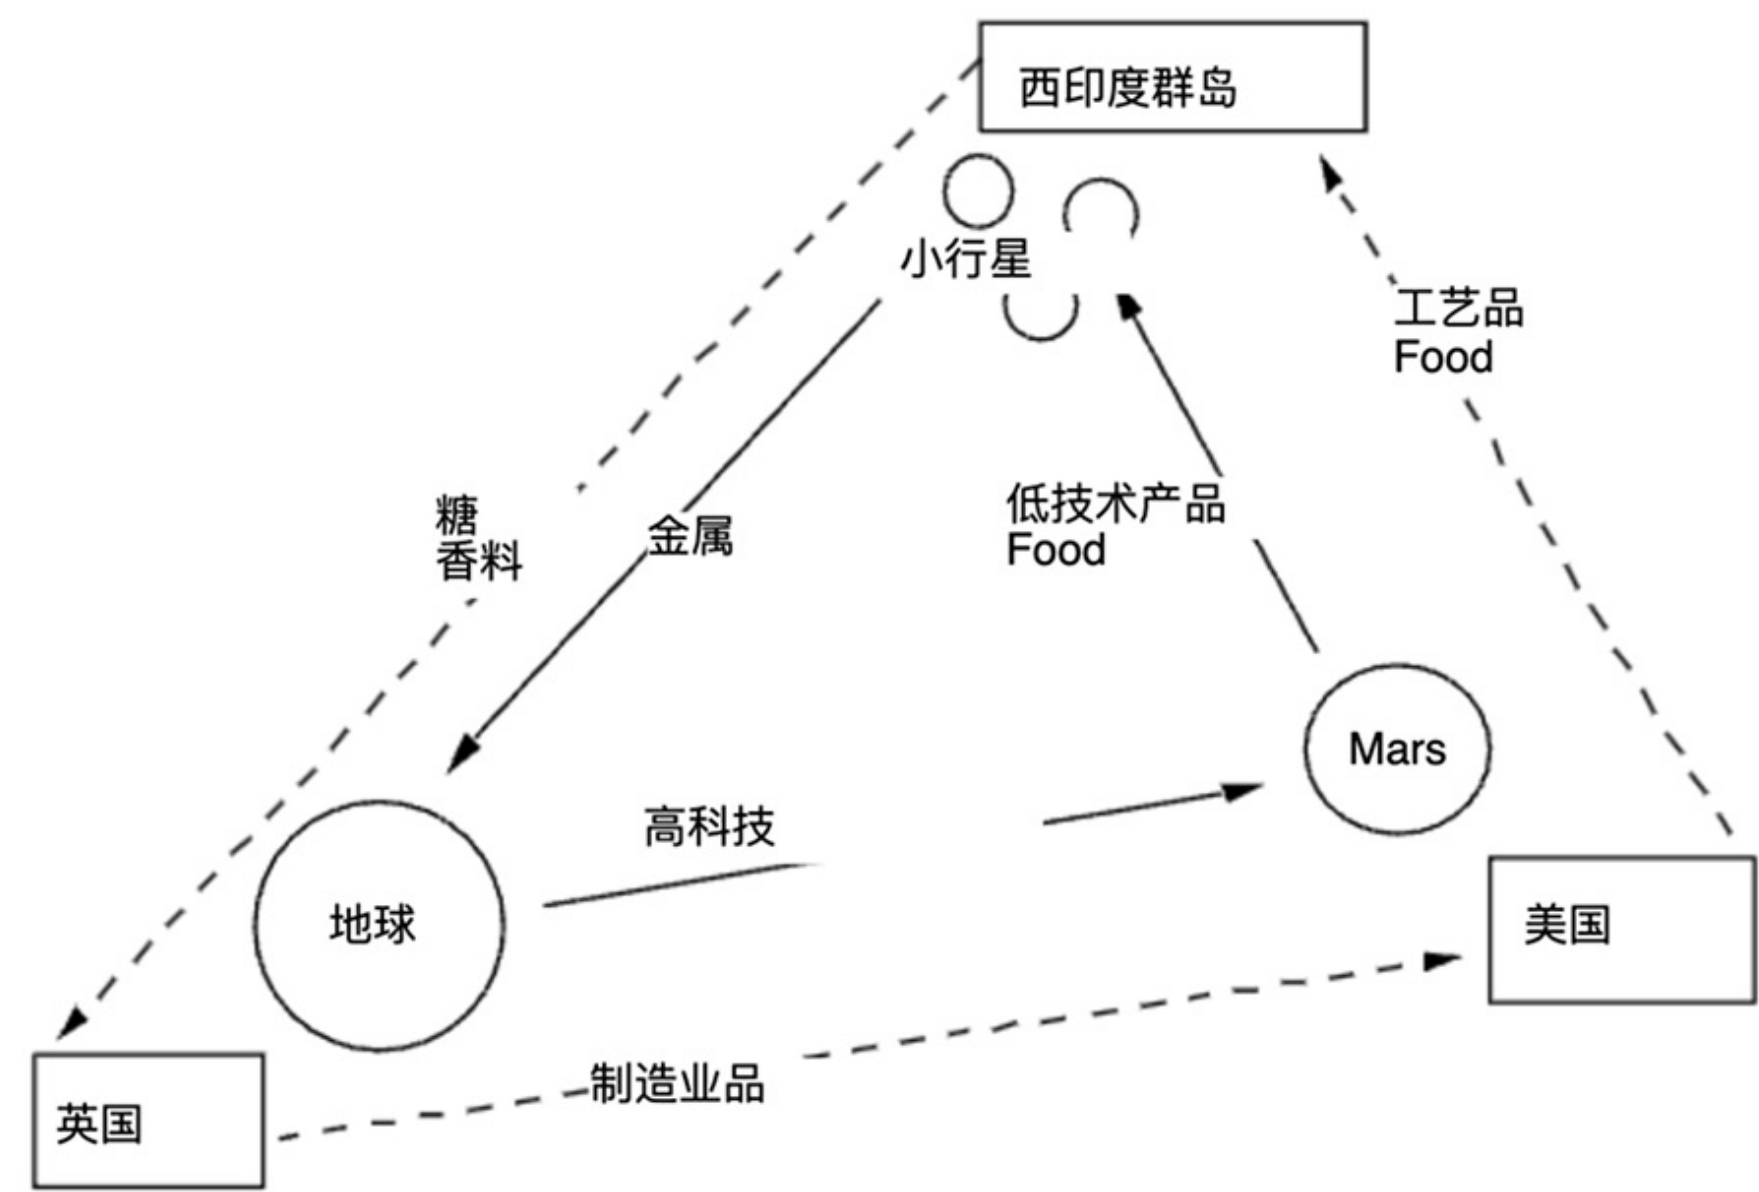 西印度群岛
小行星
工艺品
Food
糖
香料
金属
低技术产品
Food
Mars
高科技
地球
美国
制造业品
英国